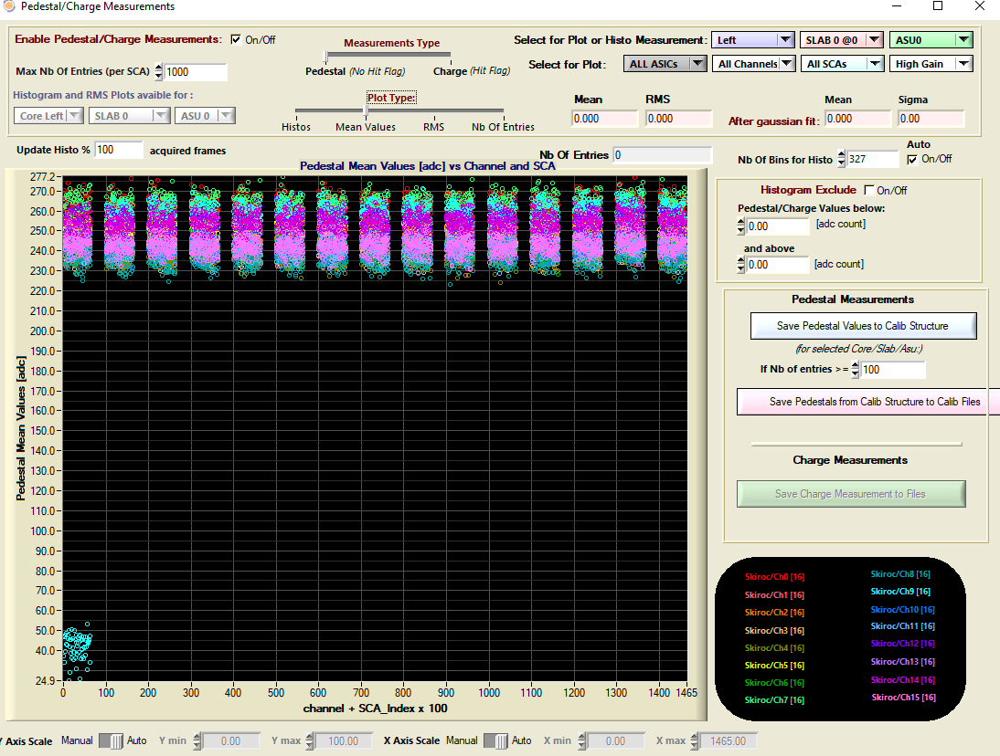 Pedestal/Charge Measurements
Enable Pedestal/Charge Measurements: On/Off
Measurements Type
Select for Plot or Histo Measurement: Left SLAB 0 @0 ASU0
Max Nb Of Entries (per SCA) 1000
Pedestal (No Hit Flag) Charge (Hit Flag)
Select for Plot: ALL ASICs All Channels All SCAs High Gain
Histogram and RMS Plots avaible for :
Core Left SLAB 0 ASU 0
Plot Type:
Histos Mean Values RMS Nb Of Entries
Mean RMS Mean Sigma
0.000 0.000 After gaussian fit: 0.000 0.00
Update Histo % 100 acquired frames
Nb Of Entries 0
Nb Of Bins for Histo 327
Auto
On/Off
Pedestal Mean Values [adc] vs Channel and SCA
277.2
270.0
260.0
250.0
240.0
230.0
220.0
210.0
200.0
190.0
180.0
170.0
160.0
150.0
140.0
130.0
120.0
110.0
100.0
90.0
80.0
70.0
60.0
50.0
40.0
24.9
Pedestal Mean Values [adc]
0 100 200 300 400 500 600 700 800 900 1000 1100 1200 1300 1400 1465
channel + SCA_Index x 100
Histogram Exclude On/Off
Pedestal/Charge Values below:
0.00 [adc count]
and above
0.00 [adc count]
Pedestal Measurements
Save Pedestal Values to Calib Structure
(for selected Core/Slab/Asu:)
If Nb of entries >= 100
Save Pedestals from Calib Structure to Calib Files
Charge Measurements
Save Charge Measurement to Files
Skiroc/Ch0 [16]
Skiroc/Ch1 [16]
Skiroc/Ch2 [16]
Skiroc/Ch3 [16]
Skiroc/Ch4 [16]
Skiroc/Ch5 [16]
Skiroc/Ch6 [16]
Skiroc/Ch7 [16]
Skiroc/Ch8 [16]
Skiroc/Ch9 [16]
Skiroc/Ch10 [16]
Skiroc/Ch11 [16]
Skiroc/Ch12 [16]
Skiroc/Ch13 [16]
Skiroc/Ch14 [16]
Skiroc/Ch15 [16]
Y Axis Scale Manual Auto Y min 0.00 Y max 100.00 X Axis Scale Manual Auto X min 0.00 X max 1465.00